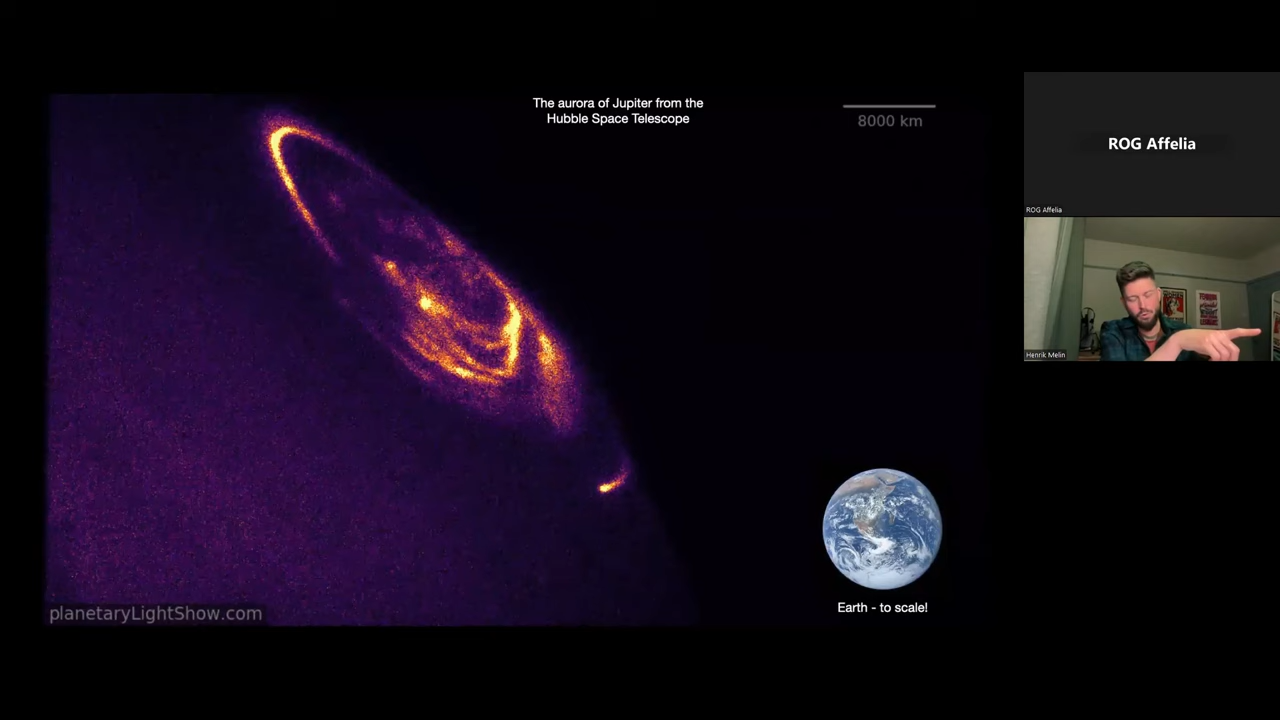 The aurora of Jupiter from the
Hubble Space Telescope
8000 km
ROG Affelia
ROG Affelia
Henrik Melin
Earth - to scale!
planetaryLightShow.com